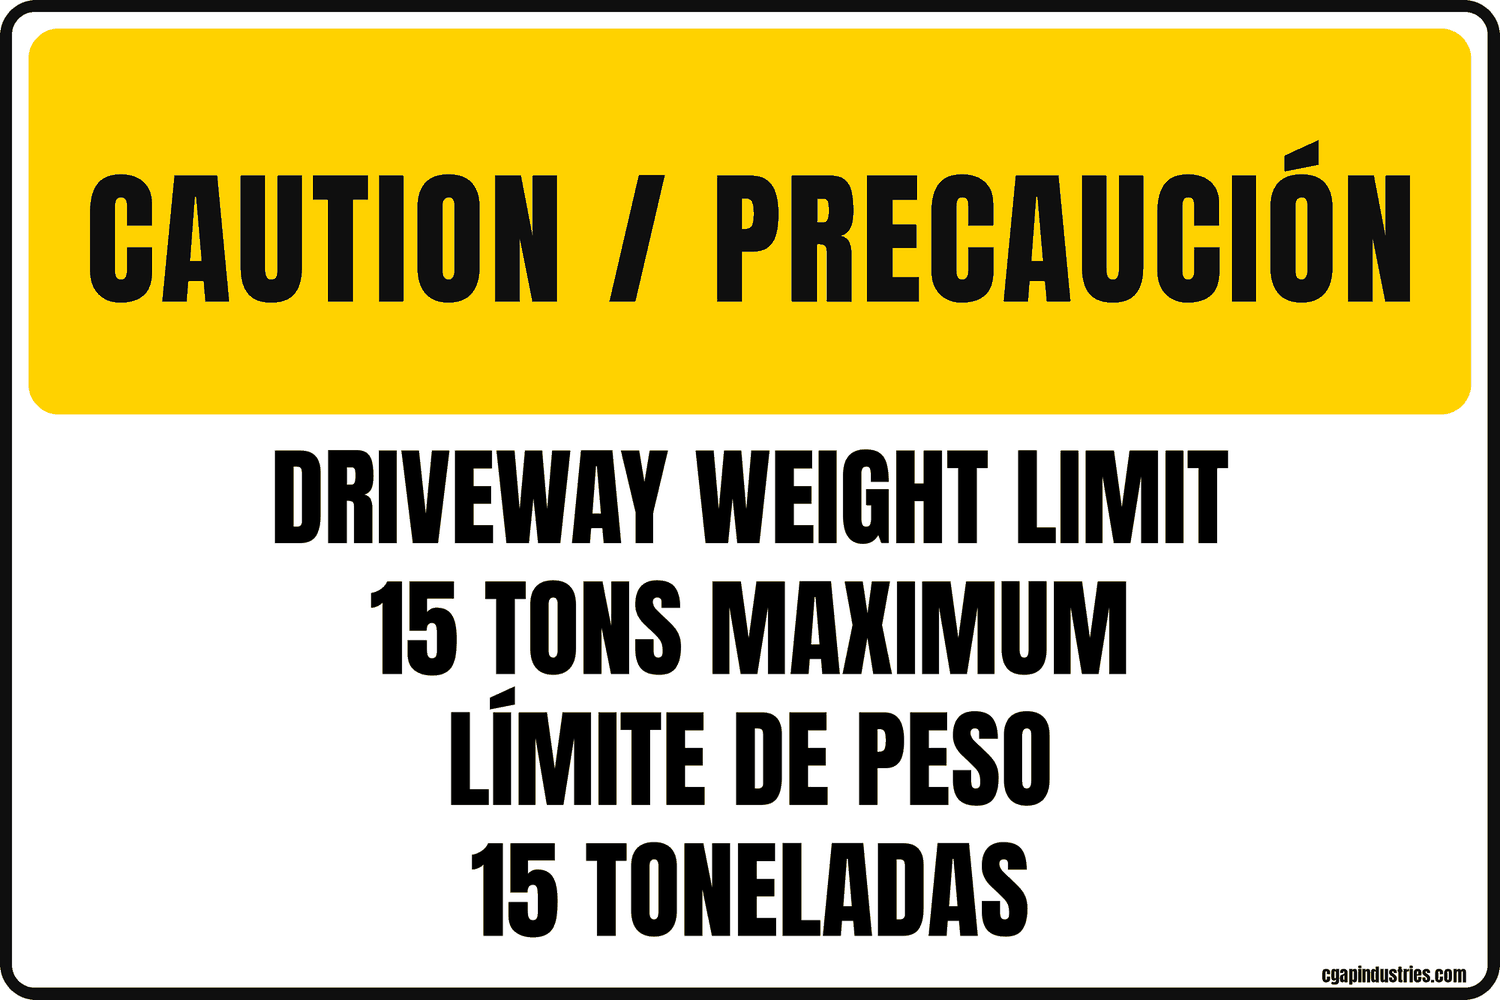 CAUTION / PRECAUCIÓN
DRIVEWAY WEIGHT LIMIT
15 TONS MAXIMUM
LÍMITE DE PESO
15 TONELADAS
cgapindustries.com